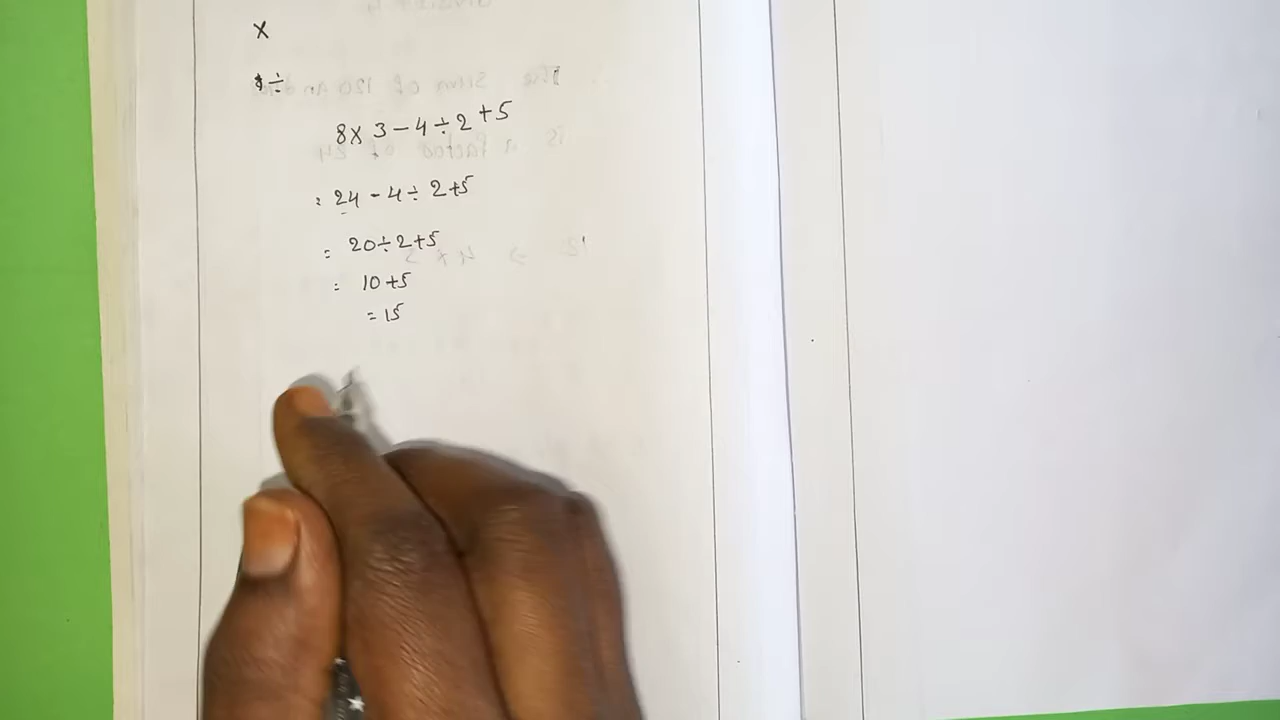 X
÷
8 x 3 - 4 ÷ 2 + 5
= 24 - 4 ÷ 2 + 5
= 20 ÷ 2 + 5
= 10 + 5
= 15